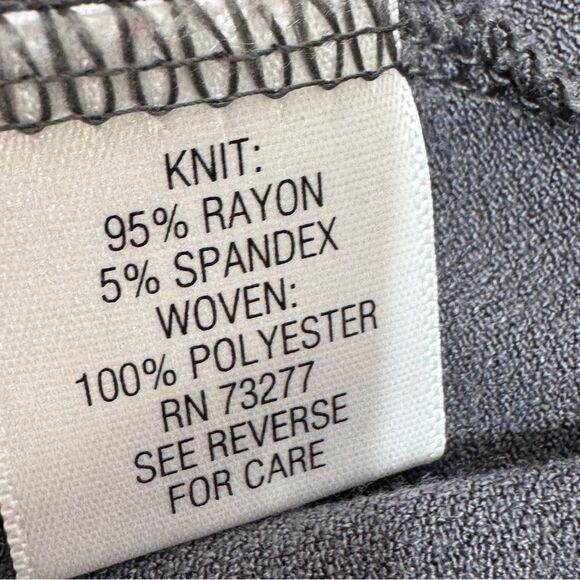 KNIT:
95% RAYON
5% SPANDEX
WOVEN:
100% POLYESTER
RN 73277
SEE REVERSE
FOR CARE